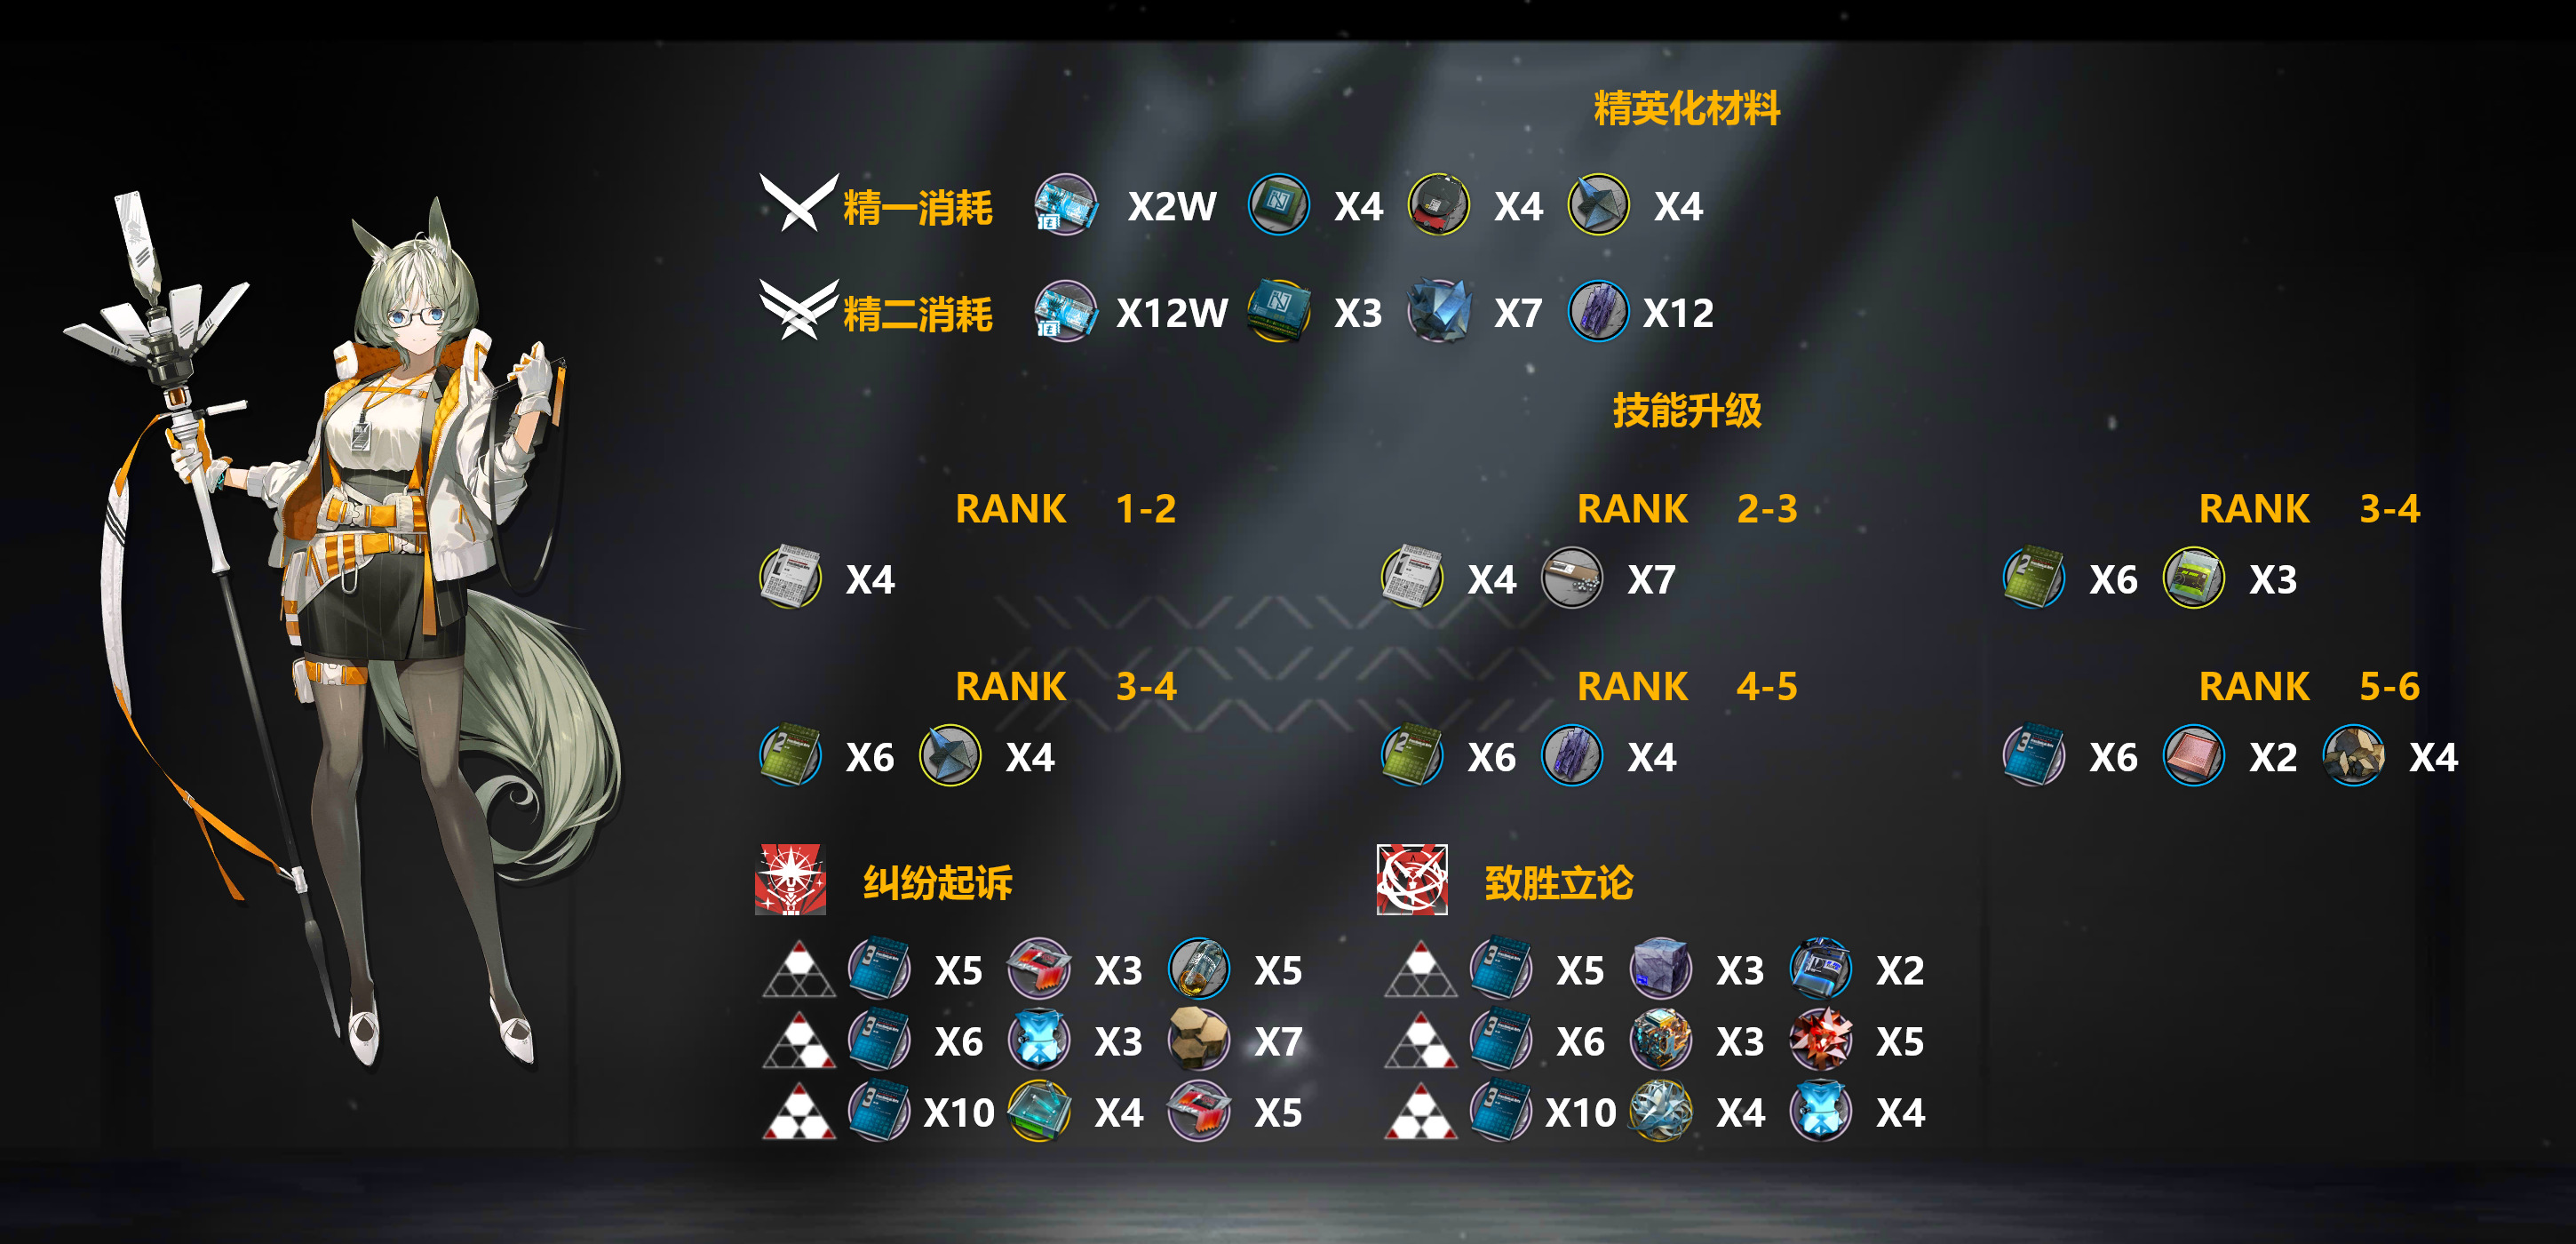 精英化材料
精一消耗 X2W X4 X4 X4
精二消耗 X12W X3 X7 X12
技能升级
RANK 1-2 RANK 2-3 RANK 3-4
X4 X4 X7 X6 X3
RANK 3-4 RANK 4-5 RANK 5-6
X6 X4 X6 X4 X6 X2 X4
纠纷起诉 致胜立论
X5 X3 X5 X5 X3 X2
X6 X3 X7 X6 X3 X5
X10 X4 X5 X10 X4 X4